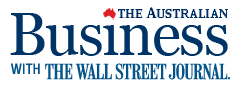 THE AUSTRALIAN
Business
WITH THE WALL STREET JOURNAL.